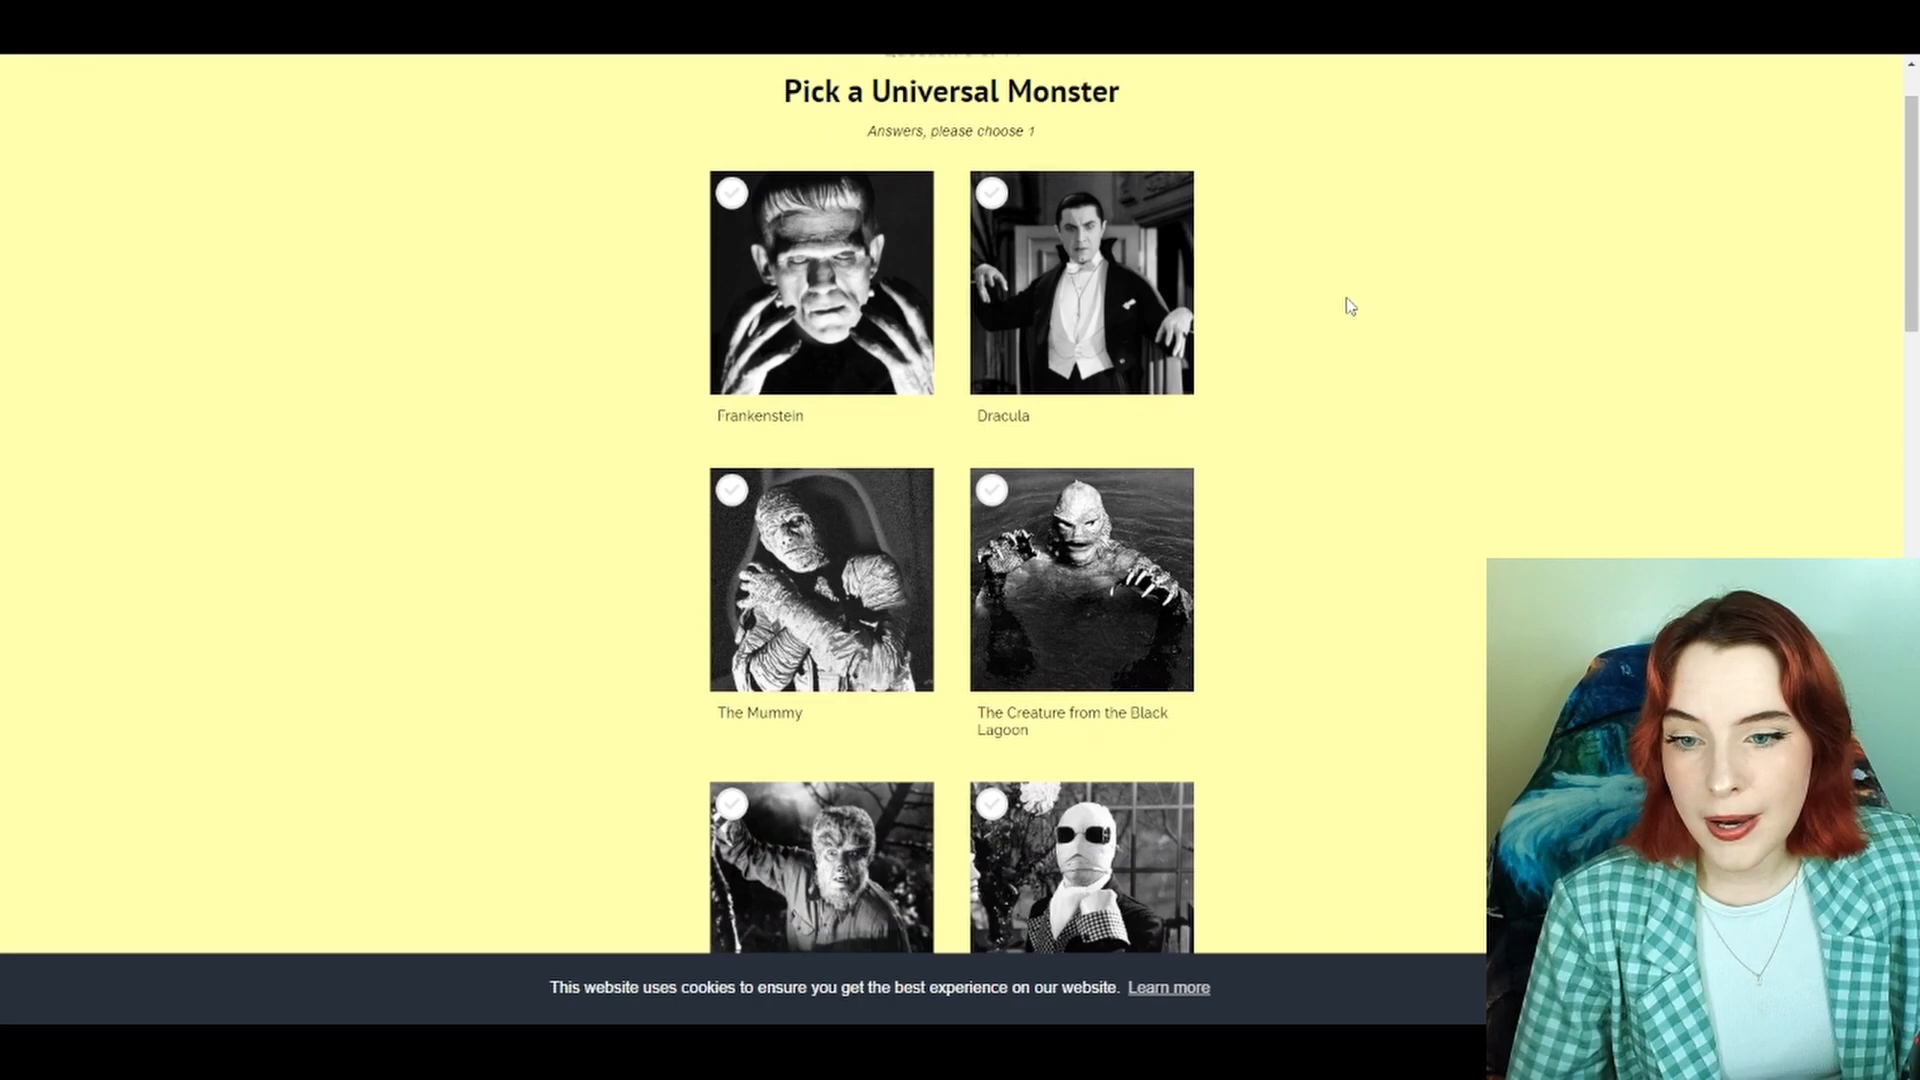 Pick a Universal Monster
Answers, please choose 1
Frankenstein
Dracula
The Mummy
The Creature from the Black
Lagoon
This website uses cookies to ensure you get the best experience on our website. Learn more